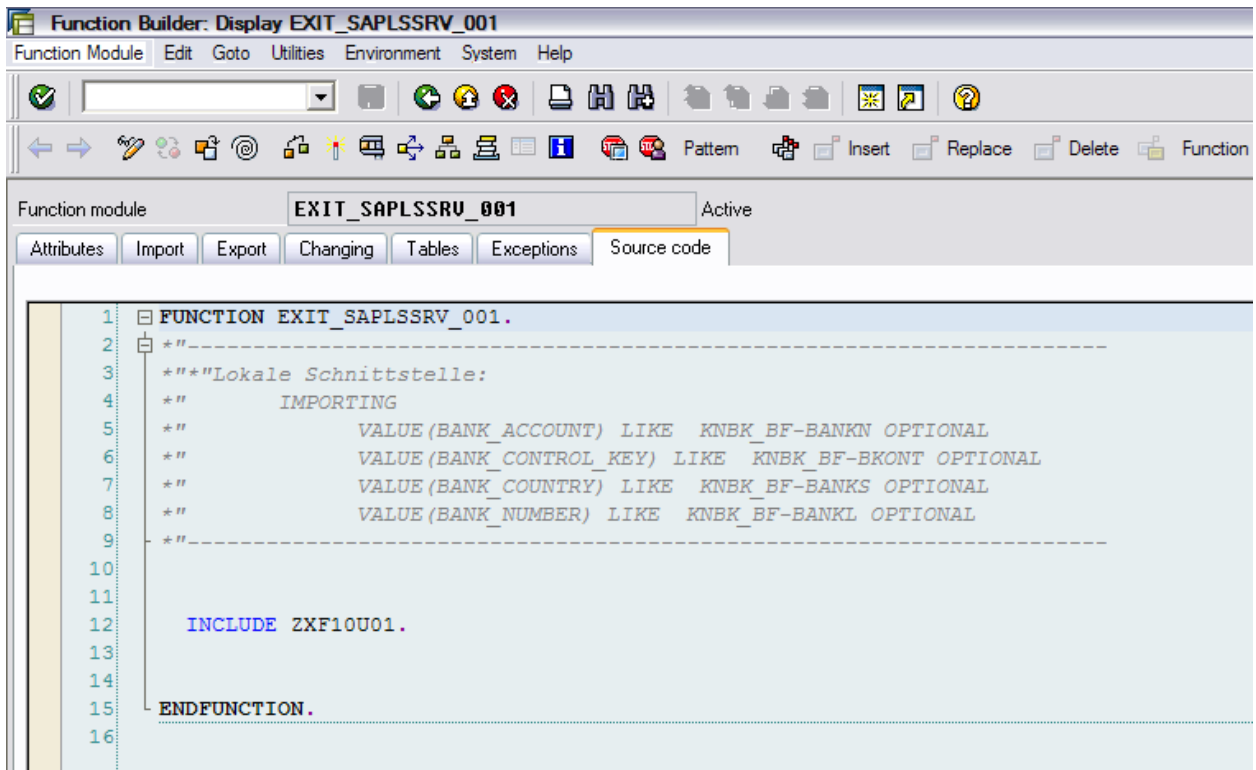 Function Builder: Display EXIT_SAPLSSRV_001
Function Module Edit Goto Utilities Environment System Help
Pattern Insert Replace Delete Function
Function module EXIT_SAPLSSRV_001 Active
Attributes Import Export Changing Tables Exceptions Source code
1 FUNCTION EXIT_SAPLSSRV_001.
2 *"----------------------------------------------------------------------
3 *"*"Lokale Schnittstelle:
4 *" IMPORTING
5 *" VALUE(BANK_ACCOUNT) LIKE KNBK_BF-BANKN OPTIONAL
6 *" VALUE(BANK_CONTROL_KEY) LIKE KNBK_BF-BKONT OPTIONAL
7 *" VALUE(BANK_COUNTRY) LIKE KNBK_BF-BANKS OPTIONAL
8 *" VALUE(BANK_NUMBER) LIKE KNBK_BF-BANKL OPTIONAL
9 *"----------------------------------------------------------------------
10
11
12 INCLUDE ZXF10U01.
13
14
15 ENDFUNCTION.
16